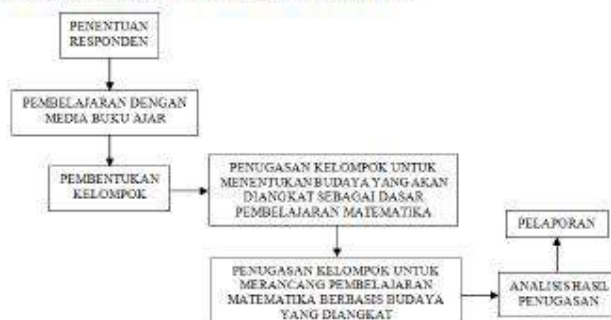 PENENTUAN
RESPONDEN
PEMBELAJARAN DENGAN
MEDIA BUKU AJAR
PEMBENTUKAN
KELOMPOK
PENUGASAN KELOMPOK UNTUK
MENENTUKAN BUDAYA YANG AKAN
DIANGKAT SEBAGAI DASAR
PEMBELAJARAN MATEMATIKA
PENUGASAN KELOMPOK UNTUK
MERANCANG PEMBELAJARAN
MATEMATIKA BERBASIS BUDAYA
YANG DIANGKAT
ANALISIS HASIL
PENUGASAN
PELAPORAN